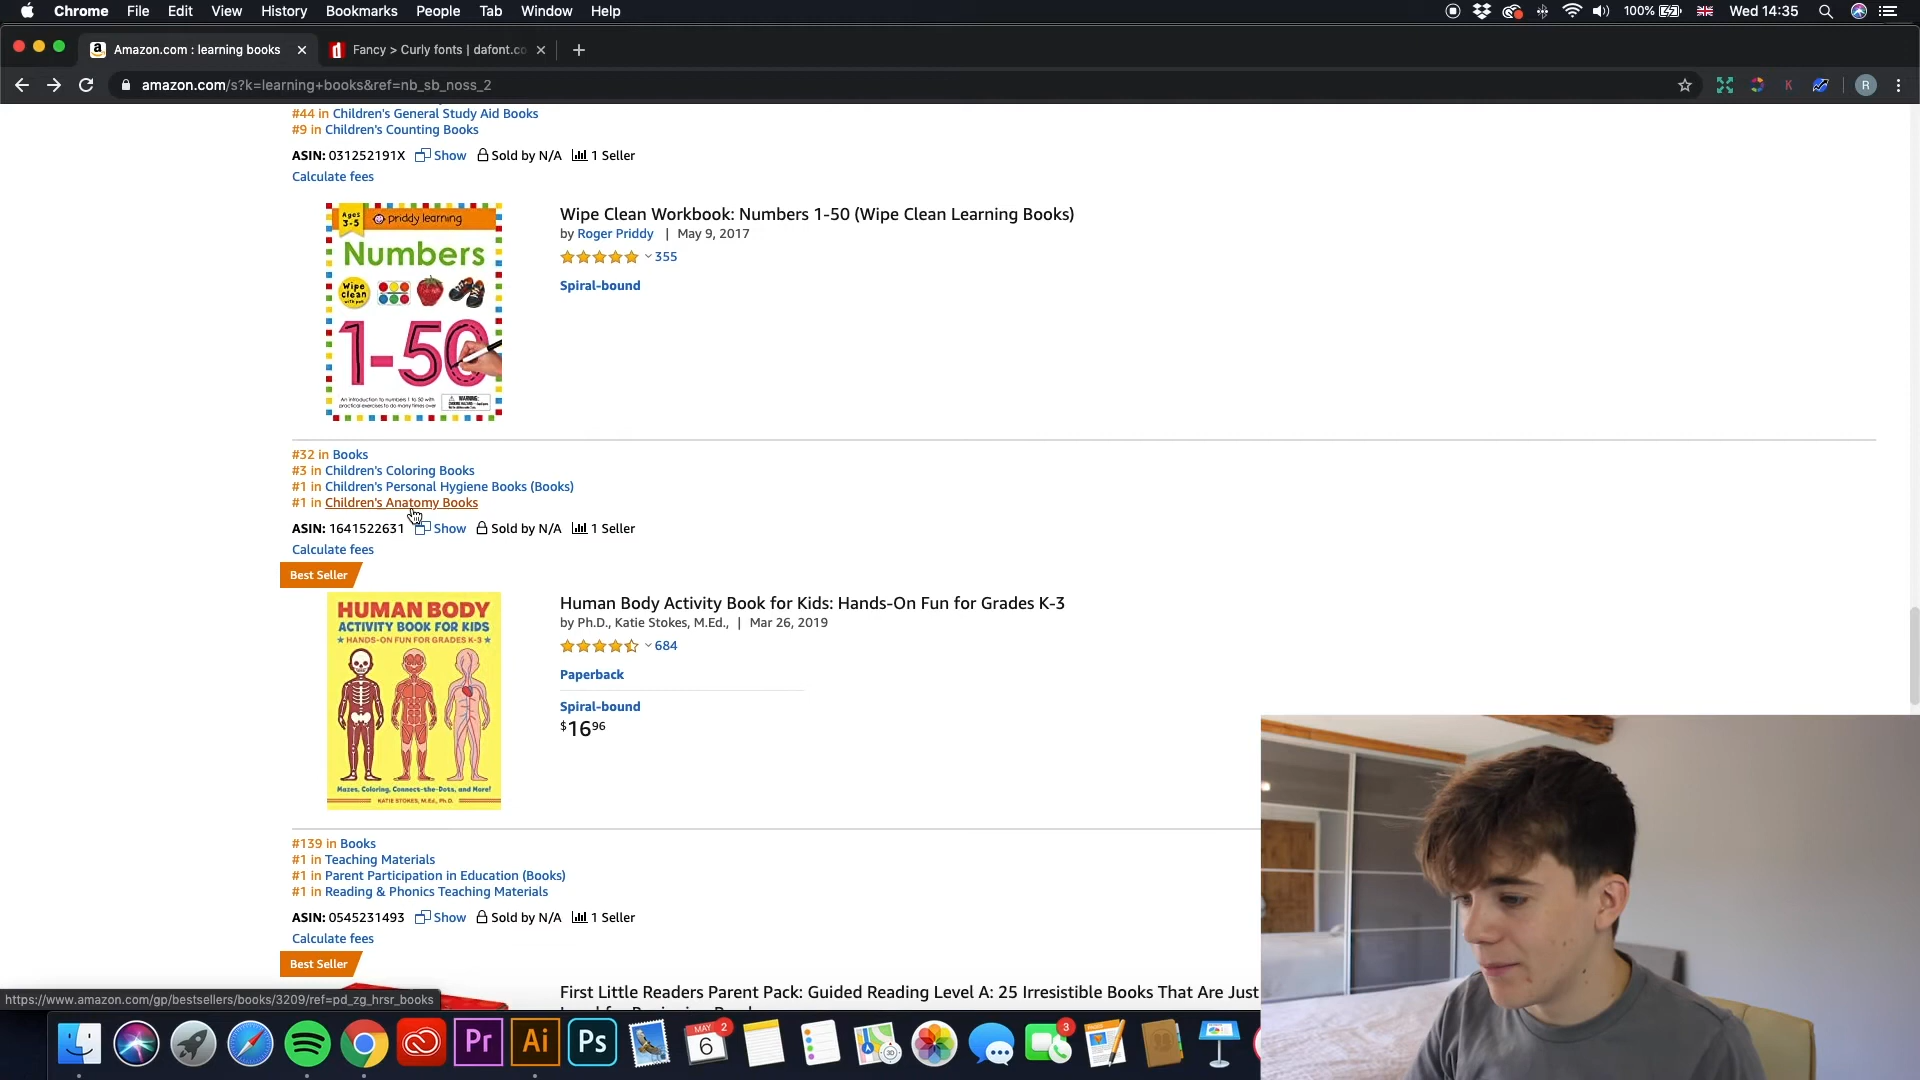 Chrome File Edit View History Bookmarks People Tab Window Help
100% Wed 14:35
Amazon.com : learning books
Fancy > Curly fonts | dafont.co
amazon.com/s?k=learning+books&ref=nb_sb_noss_2
K
R
#44 in Children's General Study Aid Books
#9 in Children's Counting Books
ASIN: 031252191X Show Sold by N/A 1 Seller
Calculate fees
Ages
3-5
priddy learning
Numbers
Wipe
clean
with pen
1-50
An introduction to numbers 1 to 50 with
practical exercises to do many times over
WARNING:
Wipe Clean Workbook: Numbers 1-50 (Wipe Clean Learning Books)
by Roger Priddy | May 9, 2017
355
Spiral-bound
#32 in Books
#3 in Children's Coloring Books
#1 in Children's Personal Hygiene Books (Books)
#1 in Children's Anatomy Books
ASIN: 1641522631 Show Sold by N/A 1 Seller
Calculate fees
Best Seller
HUMAN BODY
ACTIVITY BOOK FOR KIDS
HANDS-ON FUN FOR GRADES K-3
Mazes, Coloring, Connect-the-Dots, and More!
KATIE STOKES, M.Ed., Ph.D.
Human Body Activity Book for Kids: Hands-On Fun for Grades K-3
by Ph.D., Katie Stokes, M.Ed., | Mar 26, 2019
684
Paperback
Spiral-bound
$16 96
#139 in Books
#1 in Teaching Materials
#1 in Parent Participation in Education (Books)
#1 in Reading & Phonics Teaching Materials
ASIN: 0545231493 Show Sold by N/A 1 Seller
Calculate fees
Best Seller
First Little Readers Parent Pack: Guided Reading Level A: 25 Irresistible Books That Are Just
https://www.amazon.com/gp/bestsellers/books/3209/ref=pd_zg_hrsr_books
Pr
Ai
Ps
MAY
6
2
3D
3
PAGES